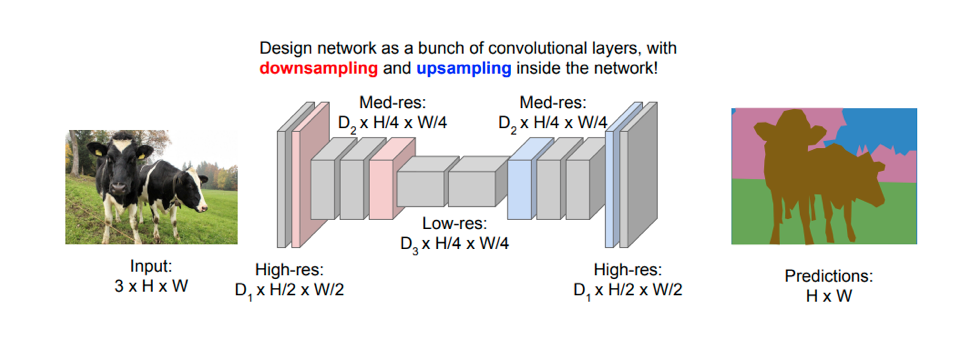 Design network as a bunch of convolutional layers, with
downsampling and upsampling inside the network!
Med-res:
D₂ x H/4 x W/4
Med-res:
D₂ x H/4 x W/4
Low-res:
D₃ x H/4 x W/4
Input:
3 x H x W
High-res:
D₁ x H/2 x W/2
High-res:
D₁ x H/2 x W/2
Predictions:
H x W